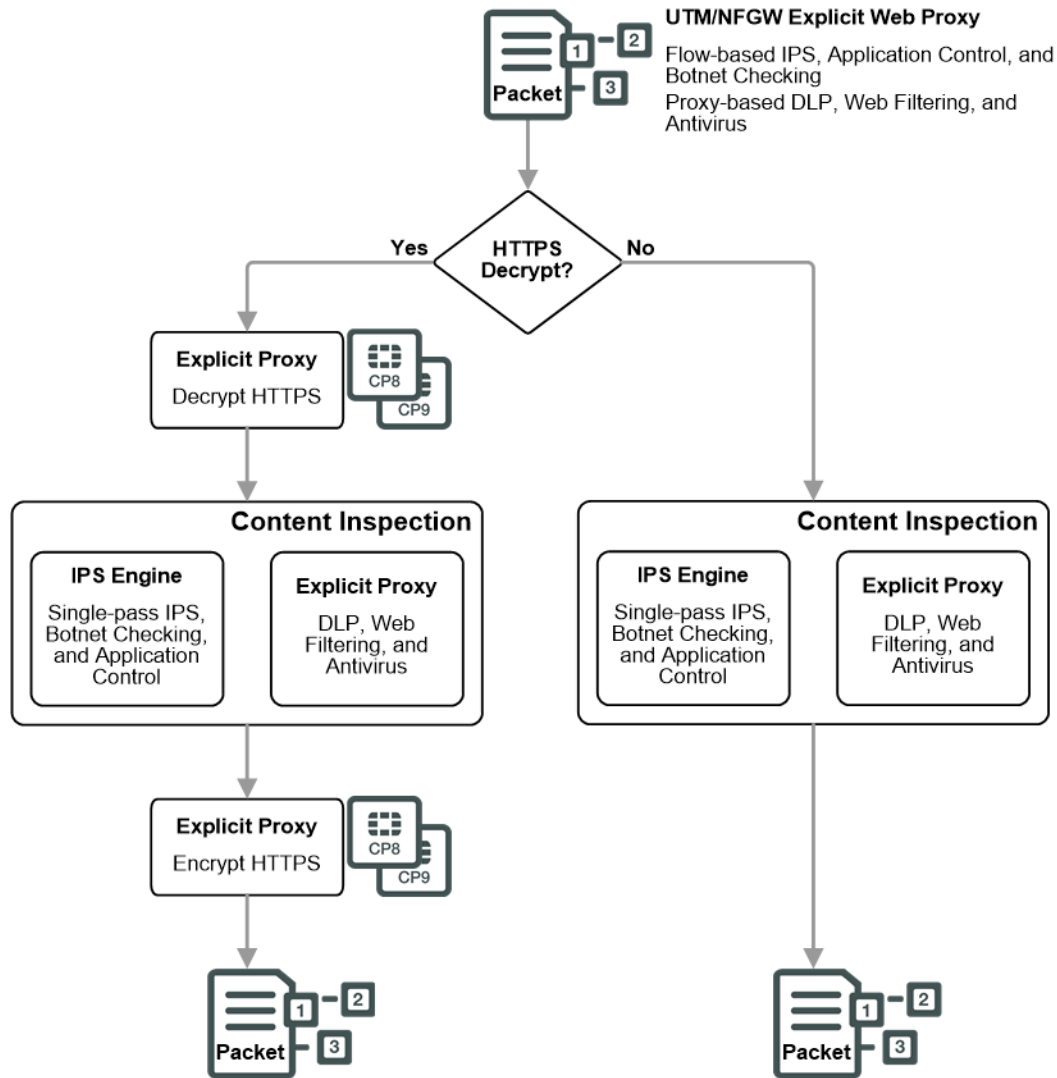 UTM/NFGW Explicit Web Proxy
Flow-based IPS, Application Control, and
Botnet Checking
Proxy-based DLP, Web Filtering, and
Antivirus
1
2
3
Packet
Yes
HTTPS
Decrypt?
No
Explicit Proxy
Decrypt HTTPS
CP8
CP9
Content Inspection
IPS Engine
Single-pass IPS,
Botnet Checking,
and Application
Control
Explicit Proxy
DLP, Web
Filtering, and
Antivirus
Content Inspection
IPS Engine
Single-pass IPS,
Botnet Checking,
and Application
Control
Explicit Proxy
DLP, Web
Filtering, and
Antivirus
Explicit Proxy
Encrypt HTTPS
CP8
CP9
1
2
3
Packet
1
2
3
Packet